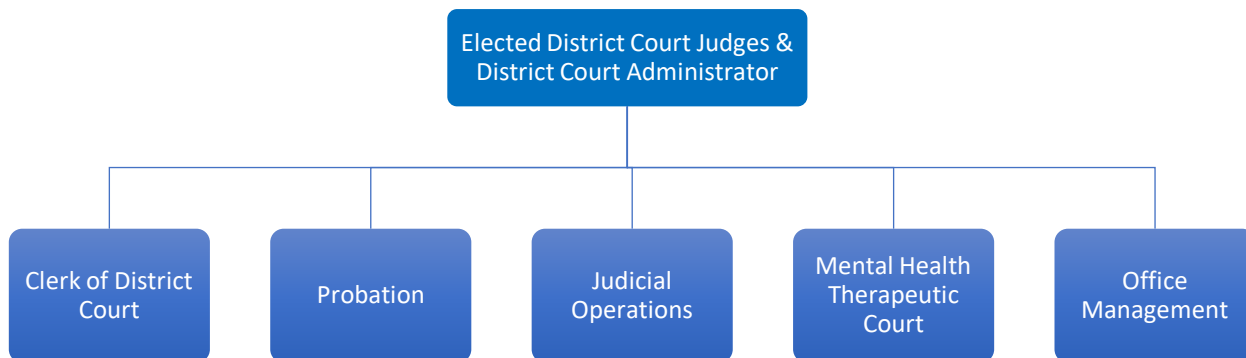 Elected District Court Judges &
District Court Administrator
Clerk of District
Court
Probation
Judicial
Operations
Mental Health
Therapeutic
Court
Office
Management